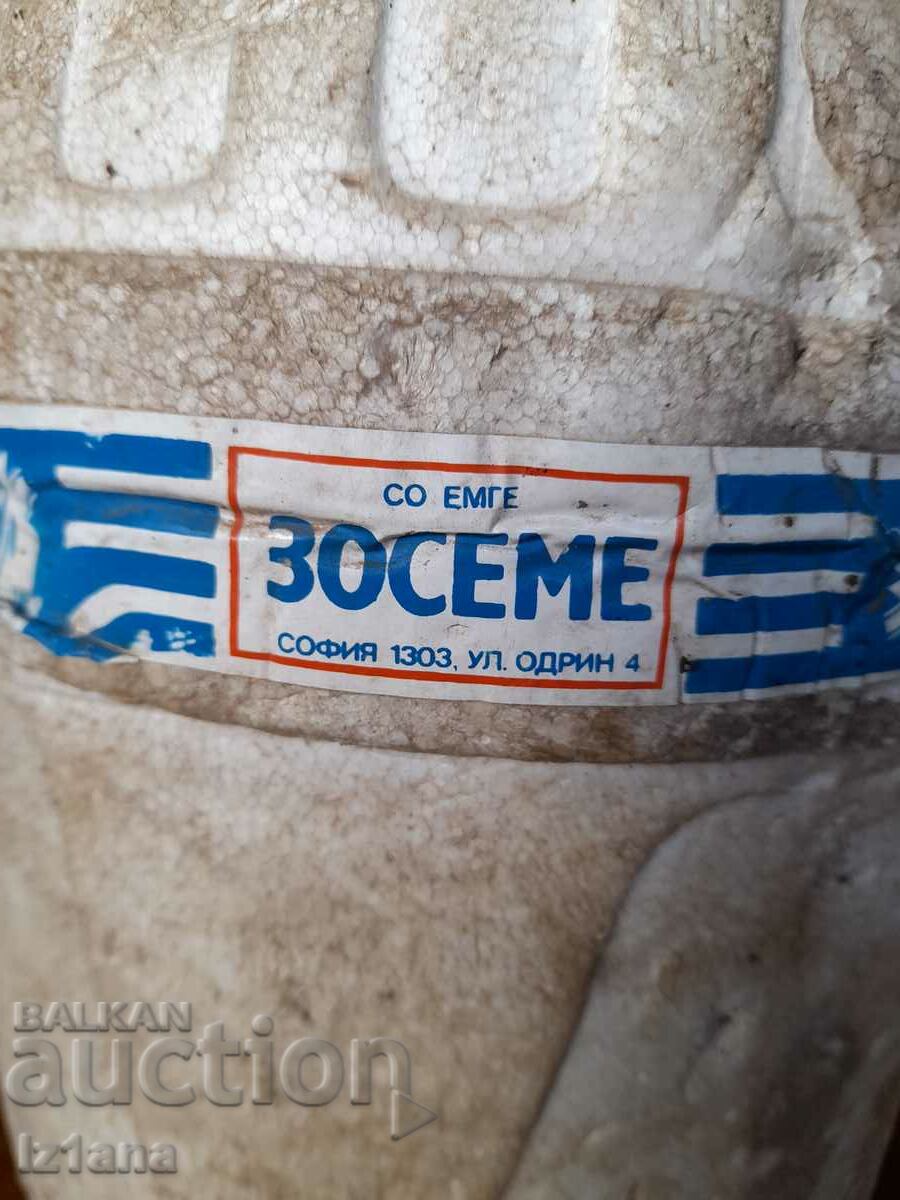 СО ЕМГЕ
ЗОСЕМЕ
СОФИЯ 1303, УЛ. ОДРИН 4
BALKAN
auction
iz1ana